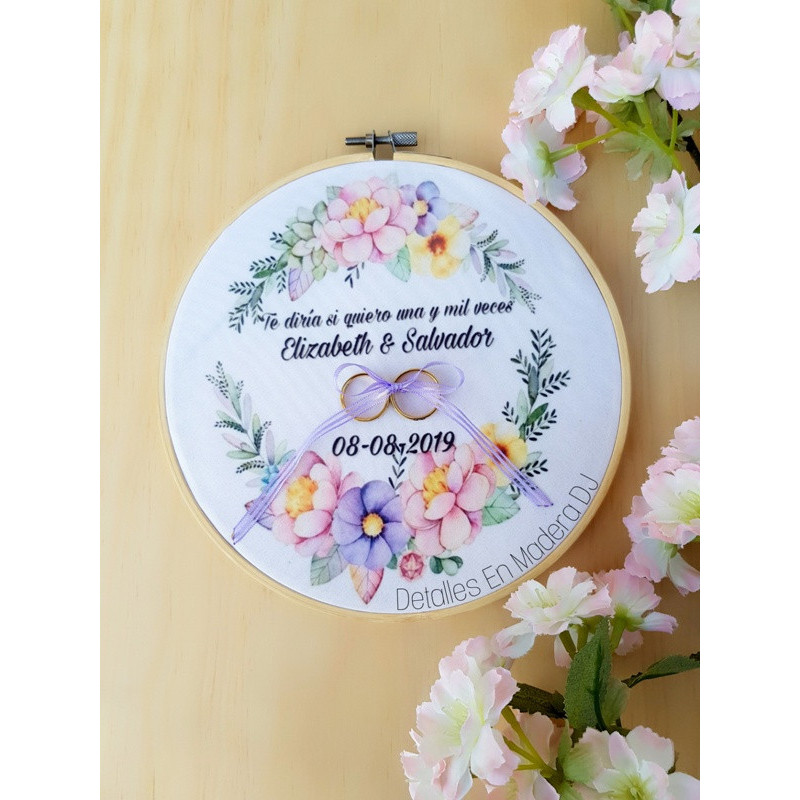 Te diría si quiero una y mil veces
Elizabeth & Salvador
08-08-2019
Detalles En Madera DJ